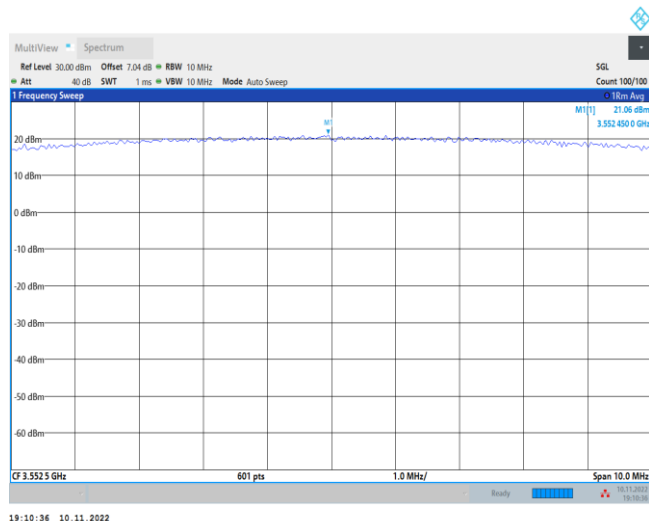 MultiView Spectrum
Ref Level 30.00 dBm Offset 7.04 dB RBW 10 MHz SGL
Att 40 dB SWT 1 ms VBW 10 MHz Mode Auto Sweep Count 100/100
1 Frequency Sweep 1Rm Avg
M1[1] 21.06 dBm
3.552 450 0 GHz
M1
20 dBm
10 dBm
0 dBm
-10 dBm
-20 dBm
-30 dBm
-40 dBm
-50 dBm
-60 dBm
CF 3.552 5 GHz 601 pts 1.0 MHz/ Span 10.0 MHz
Ready 10.11.2022
19:10:36
19:10:36 10.11.2022